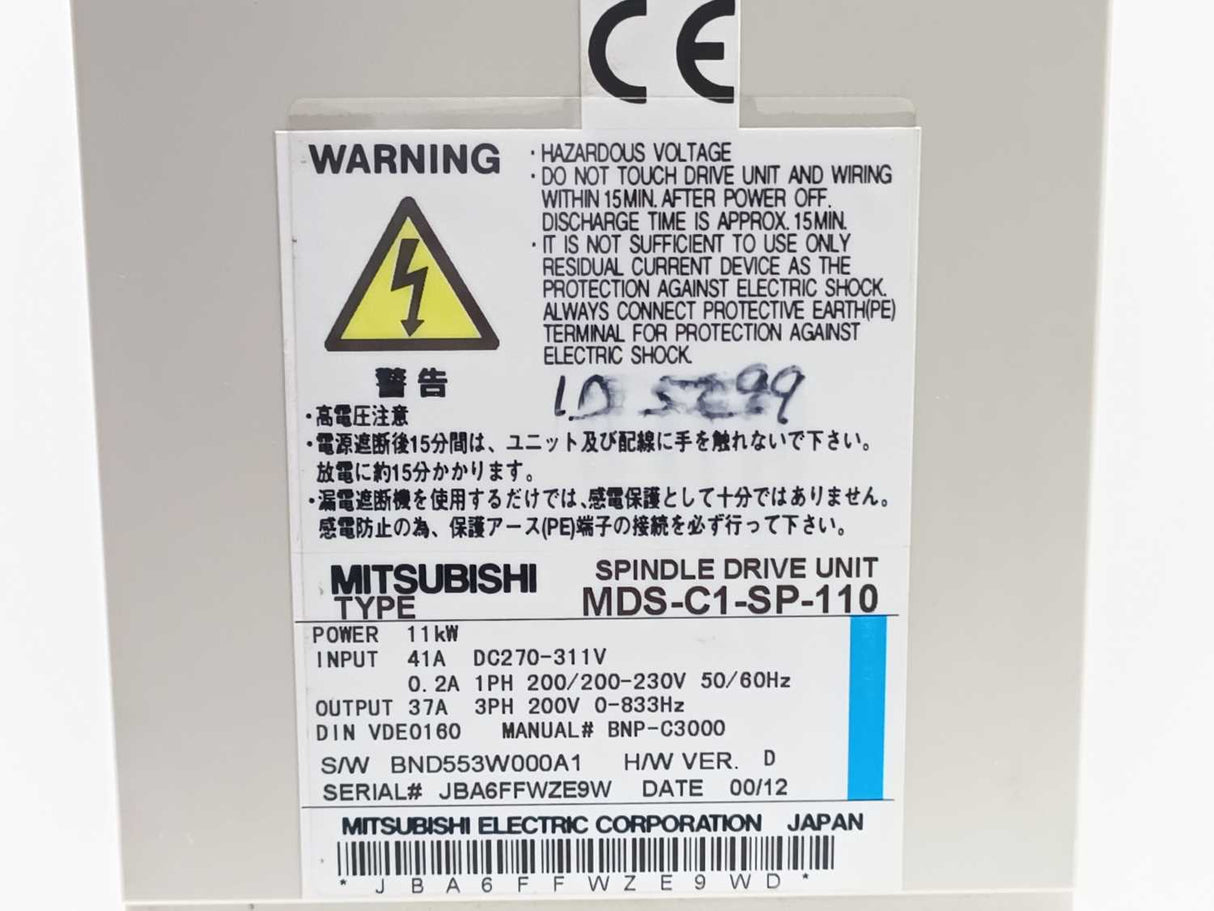 CE
WARNING
・HAZARDOUS VOLTAGE
・DO NOT TOUCH DRIVE UNIT AND WIRING
WITHIN 15MIN. AFTER POWER OFF.
DISCHARGE TIME IS APPROX. 15MIN.
・IT IS NOT SUFFICIENT TO USE ONLY
RESIDUAL CURRENT DEVICE AS THE
PROTECTION AGAINST ELECTRIC SHOCK.
ALWAYS CONNECT PROTECTIVE EARTH(PE)
TERMINAL FOR PROTECTION AGAINST
ELECTRIC SHOCK.
警告
・高電圧注意
・電源遮断後15分間は、ユニット及び配線に手を触れないで下さい。
放電に約15分かかります。
・漏電遮断機を使用するだけでは、感電保護として十分ではありません。
感電防止の為、保護アース(PE)端子の接続を必ず行って下さい。
MITSUBISHI SPINDLE DRIVE UNIT
TYPE MDS-C1-SP-110
POWER 11kW
INPUT 41A DC270-311V
0.2A 1PH 200/200-230V 50/60Hz
OUTPUT 37A 3PH 200V 0-833Hz
DIN VDE0160 MANUAL# BNP-C3000
S/W BND553W000A1 H/W VER. D
SERIAL# JBA6FFWZE9W DATE 00/12
MITSUBISHI ELECTRIC CORPORATION JAPAN
*JBA6FFWZE9WD*